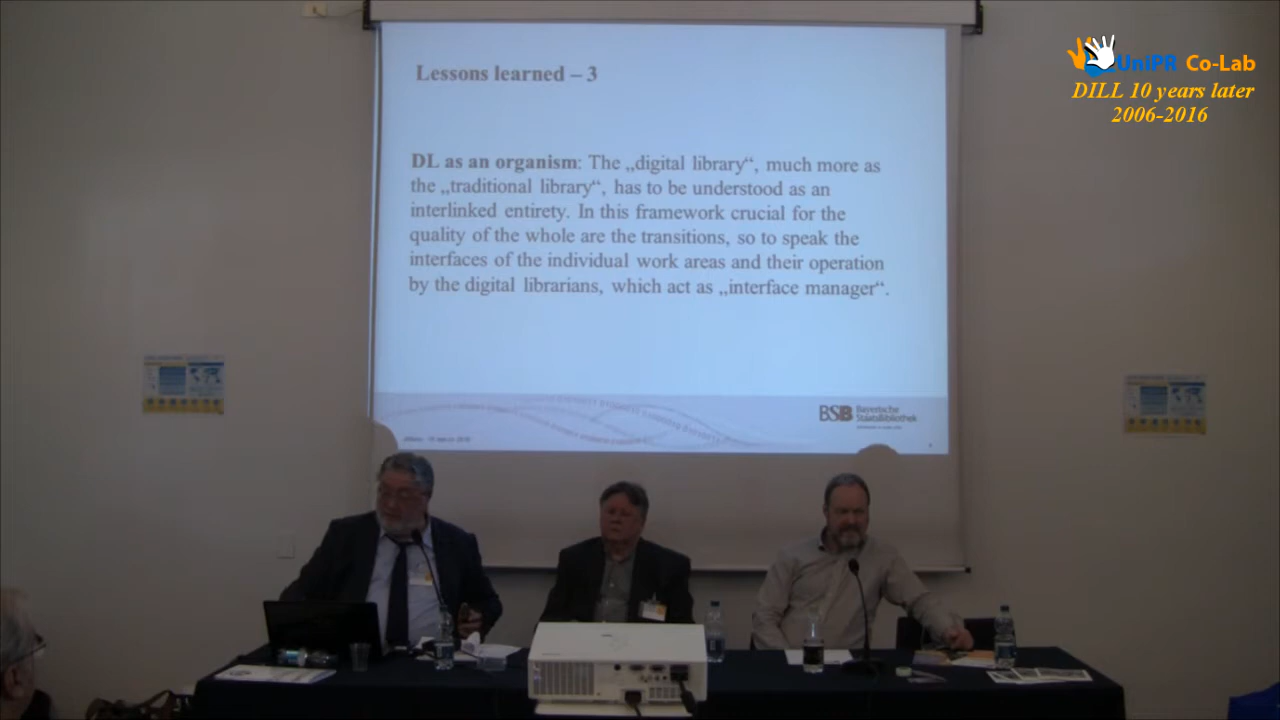 UniPR Co-Lab
DILL 10 years later
2006-2016
Lessons learned – 3
DL as an organism: The „digital library“, much more as
the „traditional library“, has to be understood as an
interlinked entirety. In this framework crucial for the
quality of the whole are the transitions, so to speak the
interfaces of the individual work areas and their operation
by the digital librarians, which act as „interface manager“.
BSB Bayerische
StaatsBibliothek